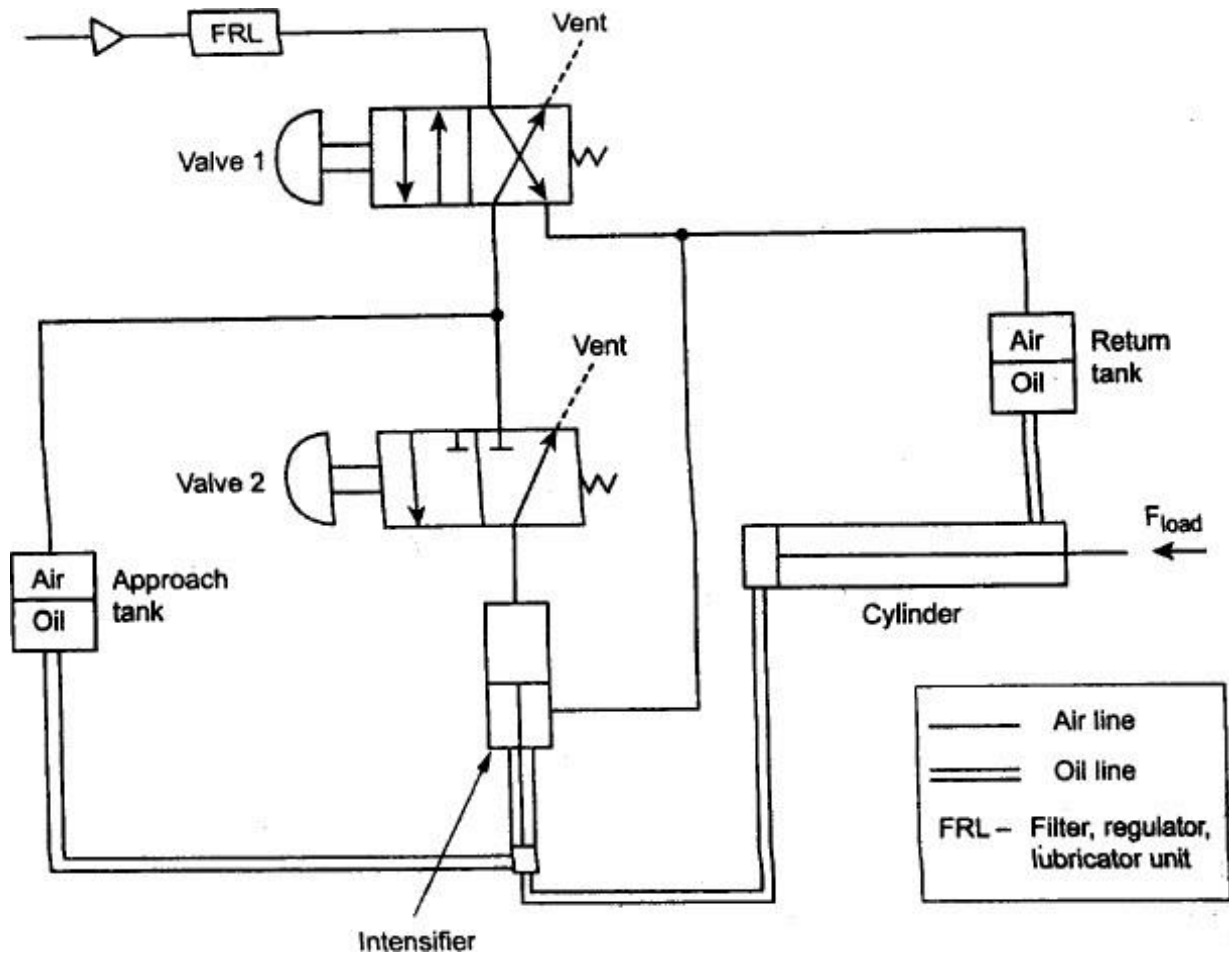 FRL
Vent
Valve 1
Vent
Valve 2
Air
Oil
Return
tank
Air
Oil
Approach
tank
Fload
Cylinder
Intensifier
Air line
Oil line
FRL – Filter, regulator,
lubricator unit